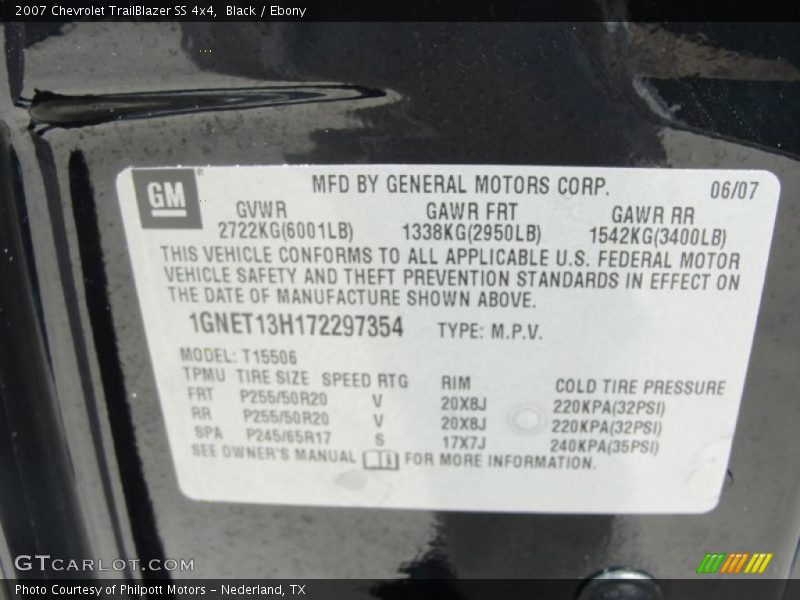 2007 Chevrolet TrailBlazer SS 4x4, Black / Ebony
GM
MFD BY GENERAL MOTORS CORP. 06/07
GVWR GAWR FRT GAWR RR
2722KG(6001LB) 1338KG(2950LB) 1542KG(3400LB)
THIS VEHICLE CONFORMS TO ALL APPLICABLE U.S. FEDERAL MOTOR
VEHICLE SAFETY AND THEFT PREVENTION STANDARDS IN EFFECT ON
THE DATE OF MANUFACTURE SHOWN ABOVE.
1GNET13H172297354 TYPE: M.P.V.
MODEL: T15506
TPMU TIRE SIZE SPEED RTG RIM COLD TIRE PRESSURE
FRT P255/50R20 V 20X8J 220KPA(32PSI)
RR P255/50R20 V 20X8J 220KPA(32PSI)
SPA P245/65R17 S 17X7J 240KPA(35PSI)
SEE OWNER'S MANUAL FOR MORE INFORMATION.
GTCARLOT.COM
Photo Courtesy of Philpott Motors - Nederland, TX